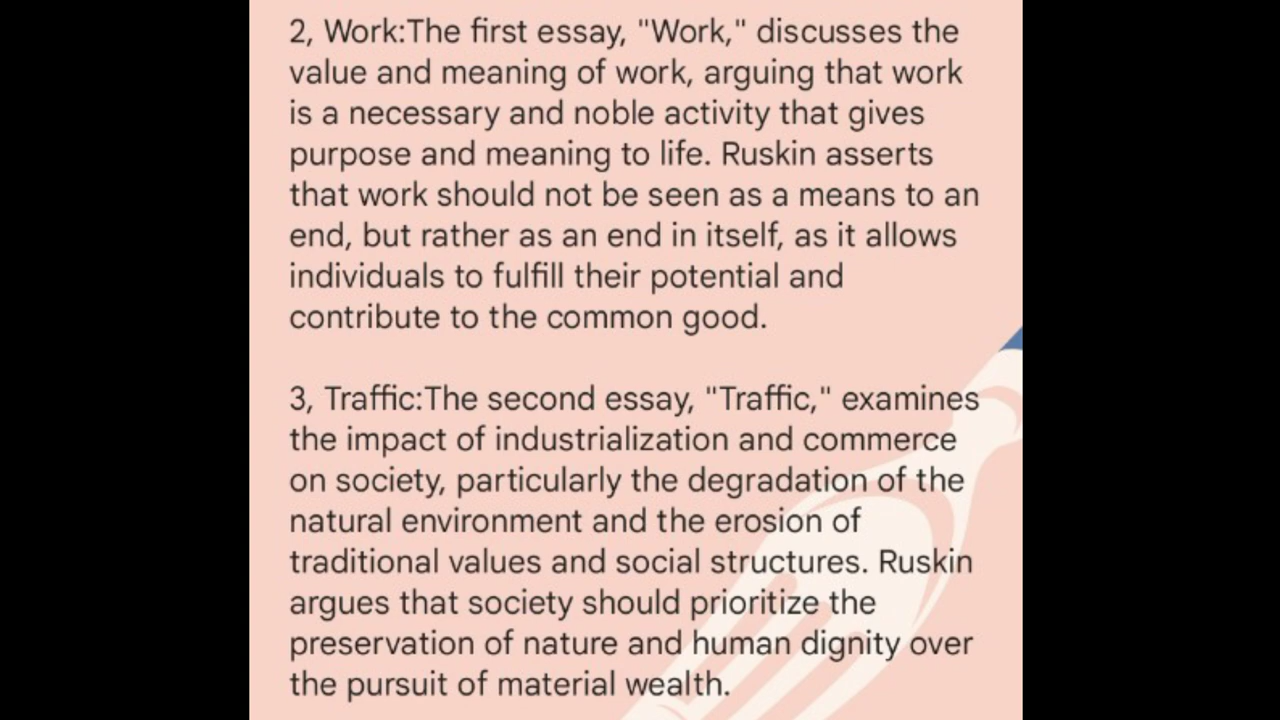 2, Work:The first essay, "Work," discusses the
value and meaning of work, arguing that work
is a necessary and noble activity that gives
purpose and meaning to life. Ruskin asserts
that work should not be seen as a means to an
end, but rather as an end in itself, as it allows
individuals to fulfill their potential and
contribute to the common good.
3, Traffic:The second essay, "Traffic," examines
the impact of industrialization and commerce
on society, particularly the degradation of the
natural environment and the erosion of
traditional values and social structures. Ruskin
argues that society should prioritize the
preservation of nature and human dignity over
the pursuit of material wealth.